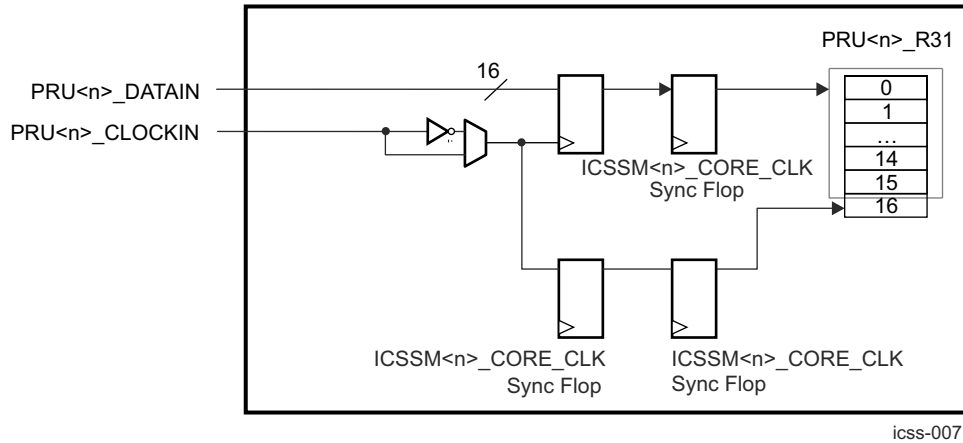 PRU<n>_R31
16
PRU<n>_DATAIN
PRU<n>_CLOCKIN
0
1
...
14
15
16
ICSSM<n>_CORE_CLK
Sync Flop
ICSSM<n>_CORE_CLK
Sync Flop
ICSSM<n>_CORE_CLK
Sync Flop
icss-007